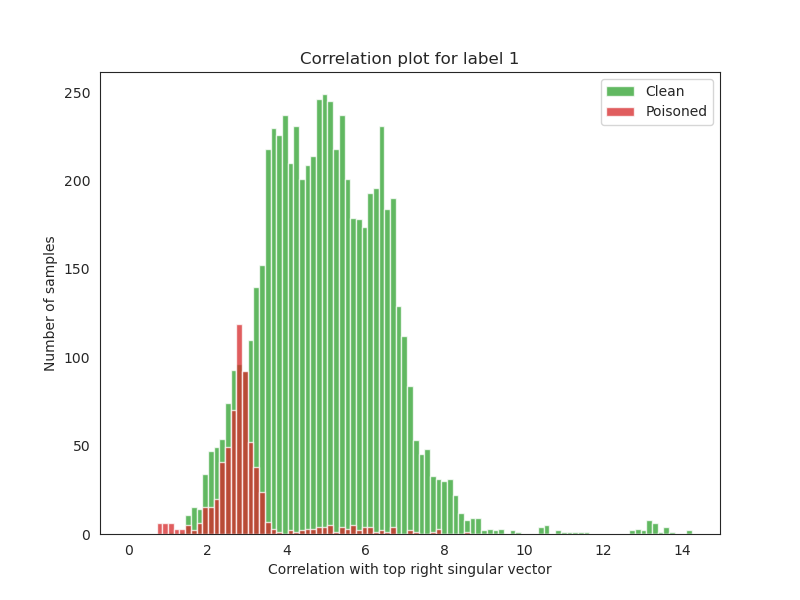 Correlation plot for label 1
Clean
Poisoned
250
200
150
100
50
0
Number of samples
0 2 4 6 8 10 12 14
Correlation with top right singular vector